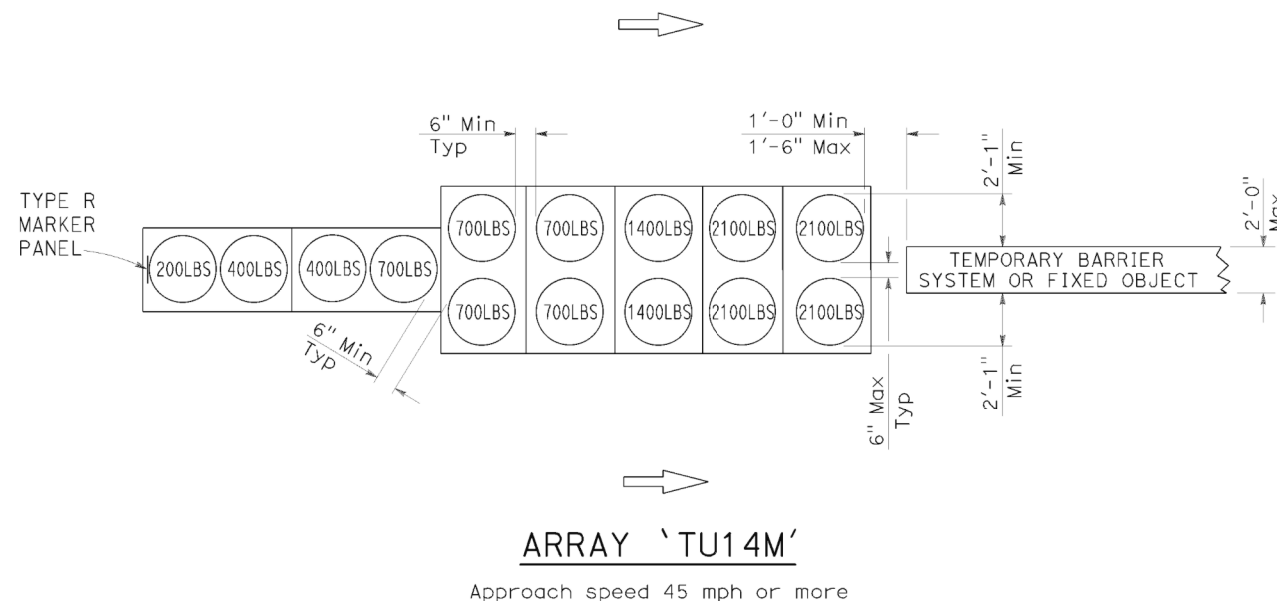 6" Min
Typ
1'-0" Min
1'-6" Max
2'-1"
Min
2'-0"
Max
TYPE R
MARKER
PANEL
200LBS
400LBS
400LBS
700LBS
700LBS
700LBS
1400LBS
2100LBS
2100LBS
700LBS
700LBS
1400LBS
2100LBS
2100LBS
TEMPORARY BARRIER
SYSTEM OR FIXED OBJECT
6" Min
Typ
6" Max
Typ
2'-1"
Min
ARRAY 'TU14M'
Approach speed 45 mph or more